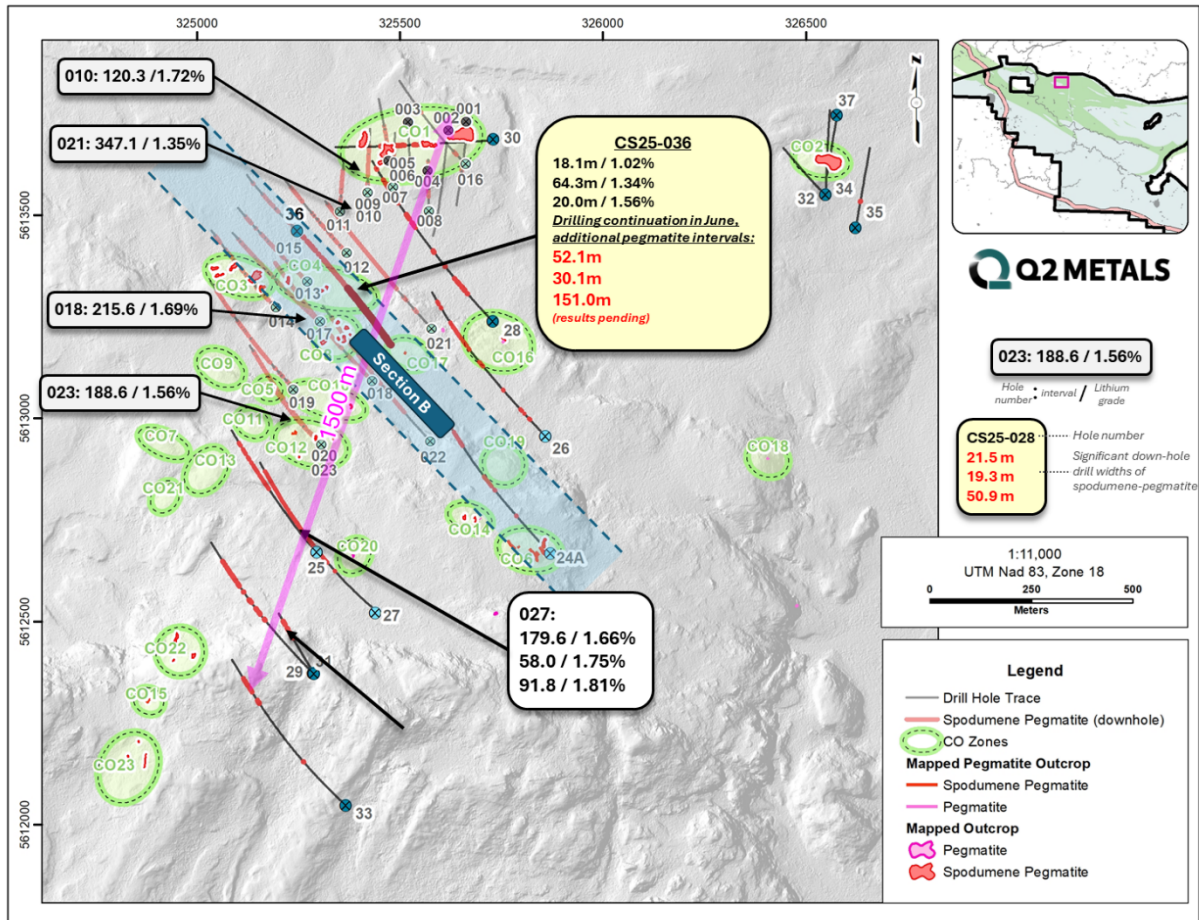 325000
325500
326000
326500
5613500
5613000
5612500
5612000
010: 120.3 /1.72%
021: 347.1 / 1.35%
018: 215.6 / 1.69%
023: 188.6 / 1.56%
CS25-036
18.1m / 1.02%
64.3m / 1.34%
20.0m / 1.56%
Drilling continuation in June,
additional pegmatite intervals:
52.1m
30.1m
151.0m
(results pending)
027:
179.6 / 1.66%
58.0 / 1.75%
91.8 / 1.81%
Section B
1500 m
003
001
002
CO1
30
005
006
004
016
007
009
010
011
008
36
015
012
CO4
CO3
013
014
017
021
28
CO16
CO17
CO9
CO5
019
018
CO11
CO12
020
023
022
26
CO7
CO13
CO21
CO19
CO14
24A
CO20
25
27
CO22
29
31
CO15
CO23
33
37
34
32
35
CO18
Q2 METALS
023: 188.6 / 1.56%
Hole number : interval / Lithium grade
CS25-028
Hole number
21.5 m
19.3 m
50.9 m
Significant down-hole
drill widths of
spodumene-pegmatite
1:11,000
UTM Nad 83, Zone 18
0
250
500
Meters
Legend
Drill Hole Trace
Spodumene Pegmatite (downhole)
CO Zones
Mapped Pegmatite Outcrop
Spodumene Pegmatite
Pegmatite
Mapped Outcrop
Pegmatite
Spodumene Pegmatite